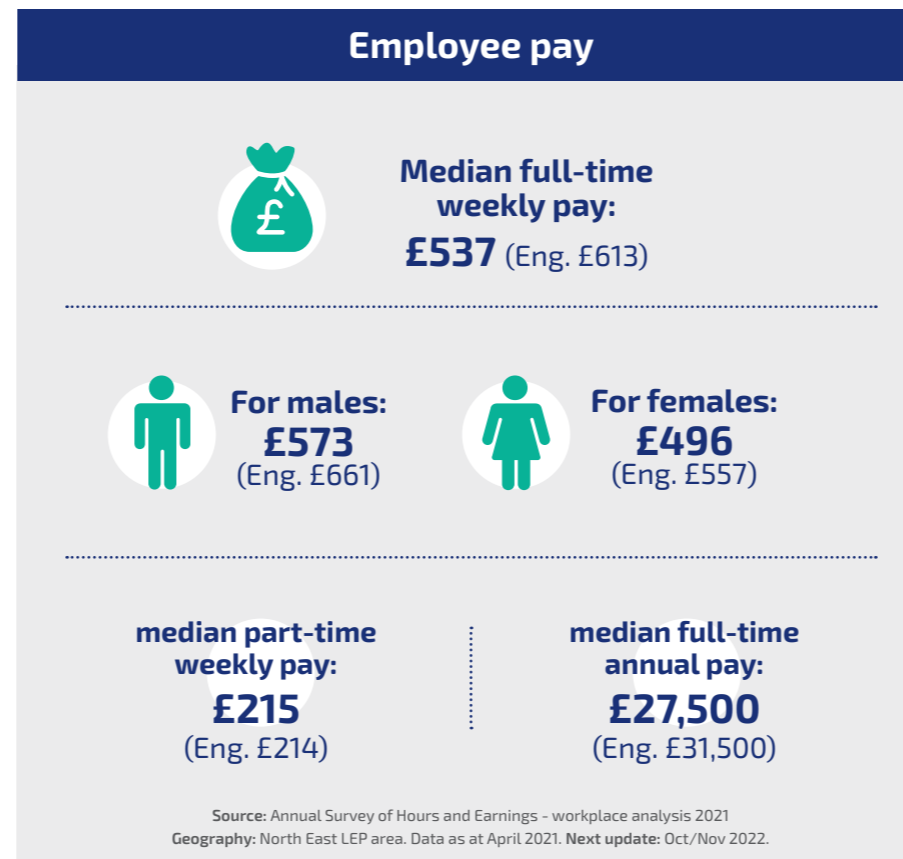 Employee pay
£
Median full-time
weekly pay:
£537 (Eng. £613)
For males:
£573
(Eng. £661)
For females:
£496
(Eng. £557)
median part-time
weekly pay:
£215
(Eng. £214)
median full-time
annual pay:
£27,500
(Eng. £31,500)
Source: Annual Survey of Hours and Earnings - workplace analysis 2021
Geography: North East LEP area. Data as at April 2021. Next update: Oct/Nov 2022.